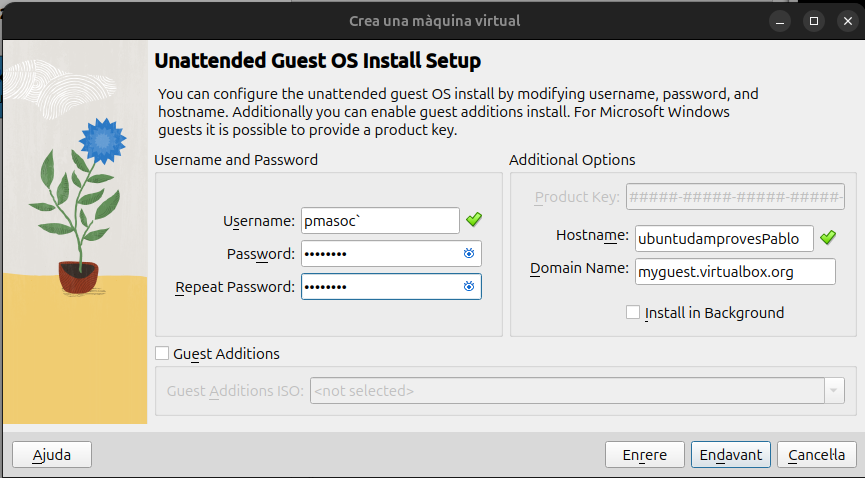 Crea una màquina virtual
Unattended Guest OS Install Setup
You can configure the unattended guest OS install by modifying username, password, and
hostname. Additionally you can enable guest additions install. For Microsoft Windows
guests it is possible to provide a product key.
Username and Password
Username: pmasoc`
Password: ••••••••
Repeat Password: ••••••••
Additional Options
Product Key: #####-#####-#####-#####-
Hostname: ubuntudamprovesPablo
Domain Name: myguest.virtualbox.org
Install in Background
Guest Additions
Guest Additions ISO: <not selected>
Ajuda
Enrere
Endavant
Cancel·la